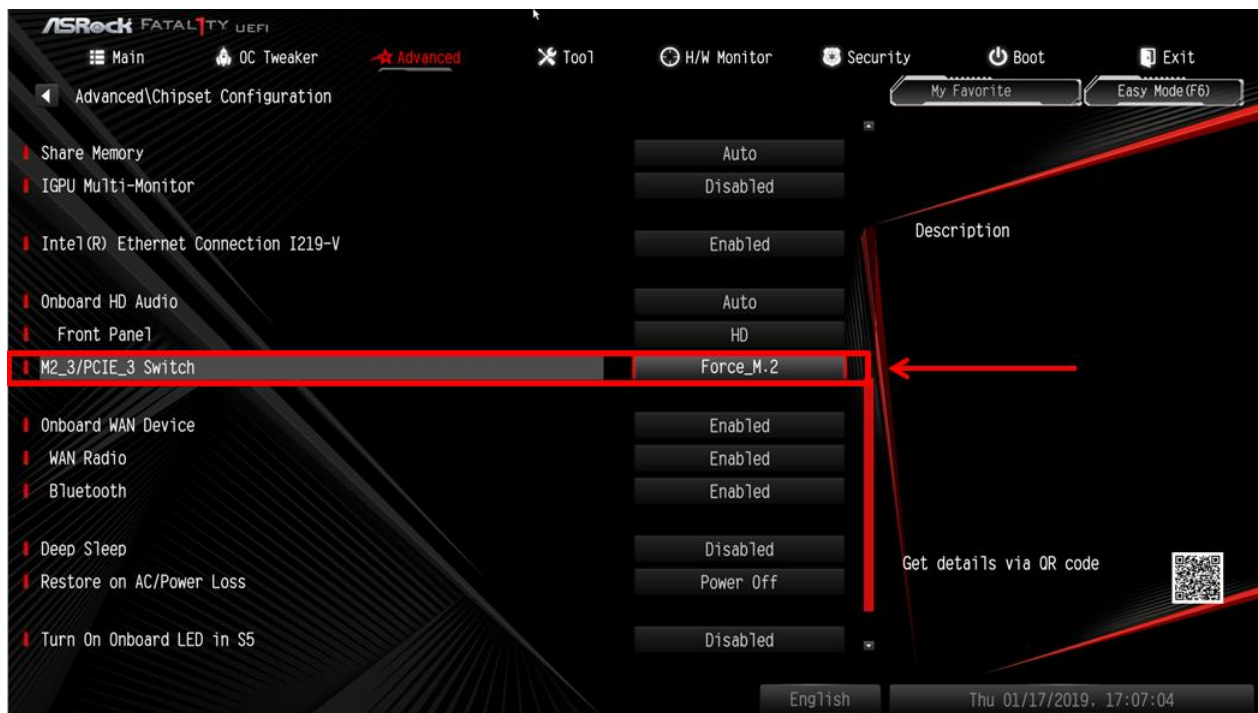 ASRock FATAL1TY UEFI
Main OC Tweaker Advanced Tool H/W Monitor Security Boot Exit
Advanced\Chipset Configuration My Favorite Easy Mode(F6)
Share Memory Auto
IGPU Multi-Monitor Disabled
Description
Intel(R) Ethernet Connection I219-V Enabled
Onboard HD Audio Auto
Front Panel HD
M2_3/PCIE_3 Switch Force_M.2
Onboard WAN Device Enabled
WAN Radio Enabled
Bluetooth Enabled
Deep Sleep Disabled
Get details via QR code
Restore on AC/Power Loss Power Off
Turn On Onboard LED in S5 Disabled
English Thu 01/17/2019, 17:07:04